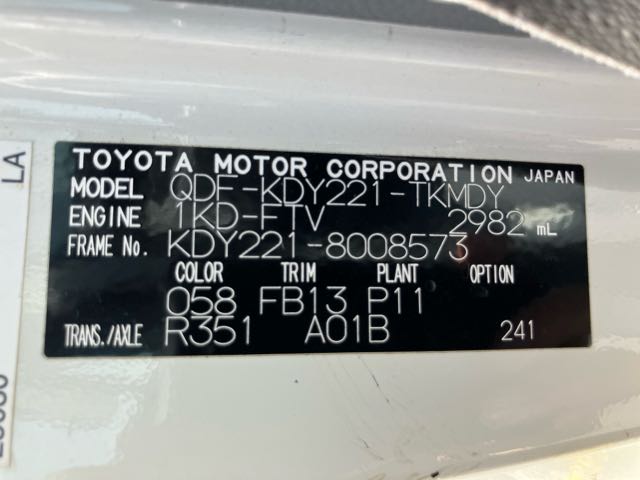 TOYOTA MOTOR CORPORATION JAPAN
MODEL QDF-KDY221-TKMDY
ENGINE 1KD-FTV 2982 mL
FRAME No. KDY221-8008573
COLOR TRIM PLANT OPTION
058 FB13 P11
TRANS./AXLE R351 A01B 241
LA